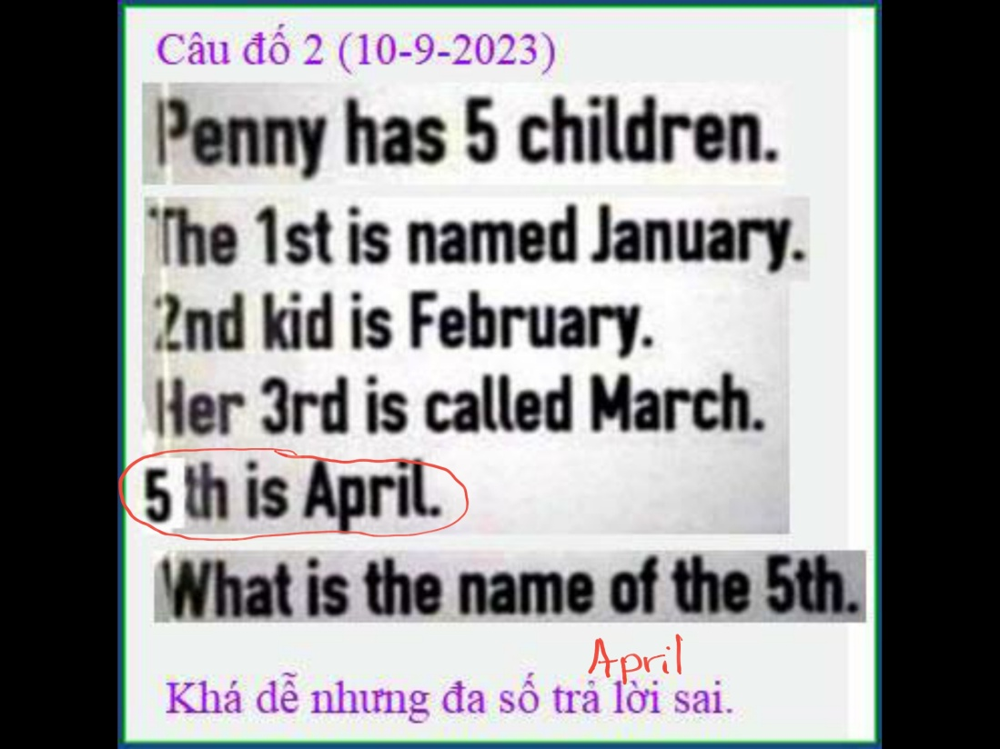 Câu đố 2 (10-9-2023)
Penny has 5 children.
The 1st is named January.
2nd kid is February.
Her 3rd is called March.
5th is April.
What is the name of the 5th.
April
Khá dễ nhưng đa số trả lời sai.